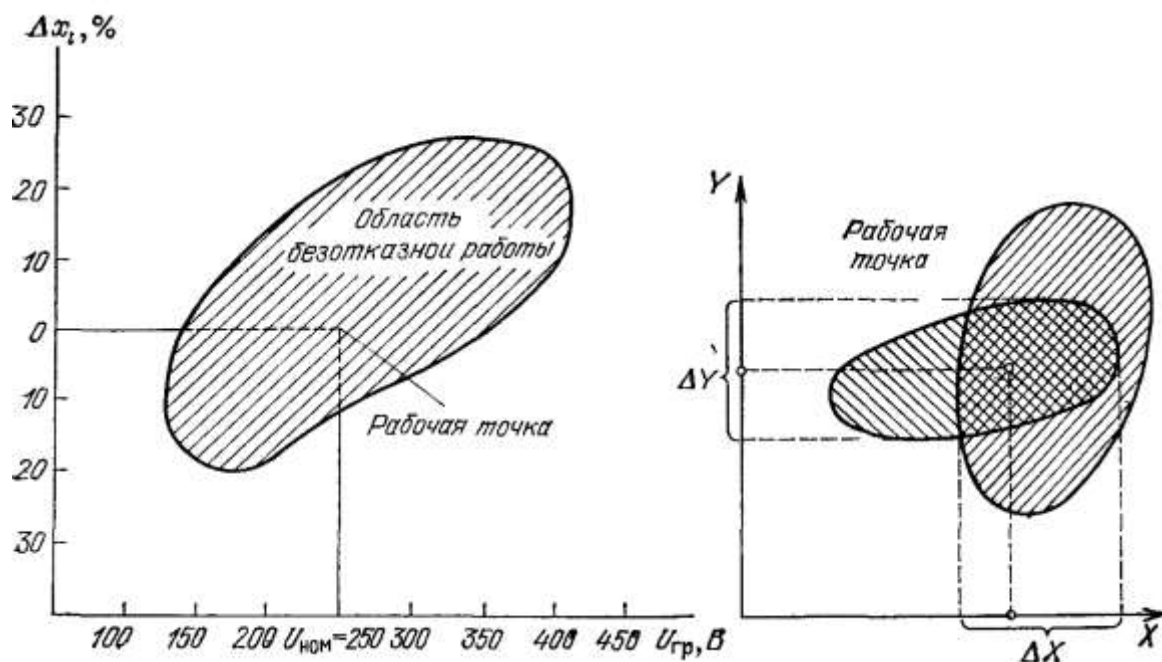 Δx_i, %
30
20
10
0
10
20
30
Область
безотказной работы
Рабочая точка
100 150 200 U_ном=250 300 350 400 450 U_гр, В
Y
Рабочая
точка
ΔY
ΔX
X